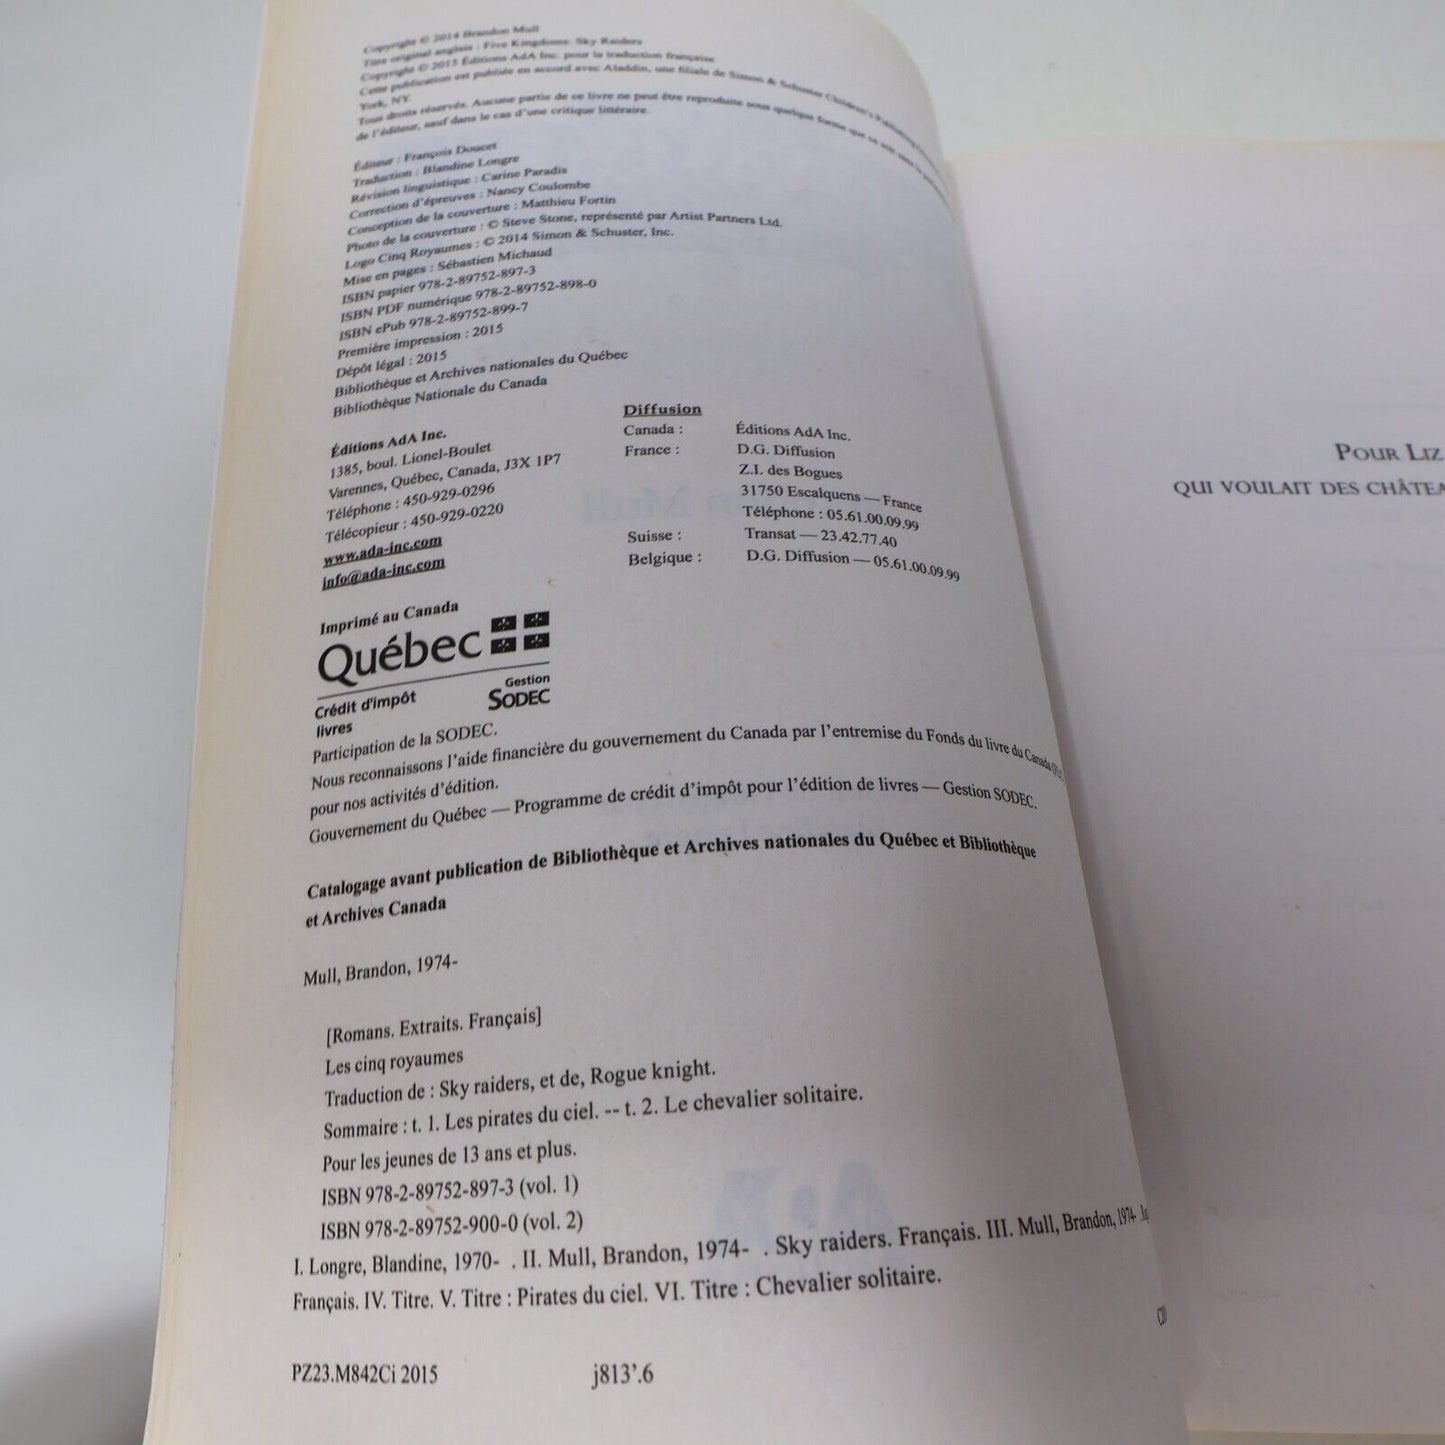 Copyright © 2014 Brandon Mull
Titre original anglais : Five Kingdoms: Sky Raiders
Copyright © 2015 Éditions AdA Inc. pour la traduction française
Cette publication est publiée en accord avec Aladdin, une filiale de Simon & Schuster Children's Publishing
York, NY.
Tous droits réservés. Aucune partie de ce livre ne peut être reproduite sous quelque forme que ce soit sans la
de l'éditeur, sauf dans le cas d'une critique littéraire.
Éditeur : François Doucet
Traduction : Blandine Longre
Révision linguistique : Carine Paradis
Correction d'épreuves : Nancy Coulombe
Conception de la couverture : Matthieu Fortin
Photo de la couverture : © Steve Stone, représenté par Artist Partners Ltd.
Logo Cinq Royaumes : © 2014 Simon & Schuster, Inc.
Mise en pages : Sébastien Michaud
ISBN papier 978-2-89752-897-3
ISBN PDF numérique 978-2-89752-898-0
ISBN ePub 978-2-89752-899-7
Première impression : 2015
Dépôt légal : 2015
Bibliothèque et Archives nationales du Québec
Bibliothèque Nationale du Canada
Éditions AdA Inc.
1385, boul. Lionel-Boulet
Varennes, Québec, Canada, J3X 1P7
Téléphone : 450-929-0296
Télécopieur : 450-929-0220
www.ada-inc.com
info@ada-inc.com
Diffusion
Canada : Éditions AdA Inc.
France : D.G. Diffusion
Z.I. des Bogues
31750 Escalquens — France
Téléphone : 05.61.00.09.99
Suisse : Transat — 23.42.77.40
Belgique : D.G. Diffusion — 05.61.00.09.99
Imprimé au Canada
Québec
Crédit d'impôt
livres
Gestion
SODEC
Participation de la SODEC.
Nous reconnaissons l'aide financière du gouvernement du Canada par l'entremise du Fonds du livre du Canada
pour nos activités d'édition.
Gouvernement du Québec — Programme de crédit d'impôt pour l'édition de livres — Gestion SODEC.
Catalogage avant publication de Bibliothèque et Archives nationales du Québec et Bibliothèque
et Archives Canada
Mull, Brandon, 1974-
[Romans. Extraits. Français]
Les cinq royaumes
Traduction de : Sky raiders, et de, Rogue knight.
Sommaire : t. 1. Les pirates du ciel. -- t. 2. Le chevalier solitaire.
Pour les jeunes de 13 ans et plus.
ISBN 978-2-89752-897-3 (vol. 1)
ISBN 978-2-89752-900-0 (vol. 2)
I. Longre, Blandine, 1970- . II. Mull, Brandon, 1974- . Sky raiders. Français. III. Mull, Brandon, 1974- .
Français. IV. Titre. V. Titre : Pirates du ciel. VI. Titre : Chevalier solitaire.
PZ23.M842Ci 2015 j813'.6
POUR LIZ
QUI VOULAIT DES